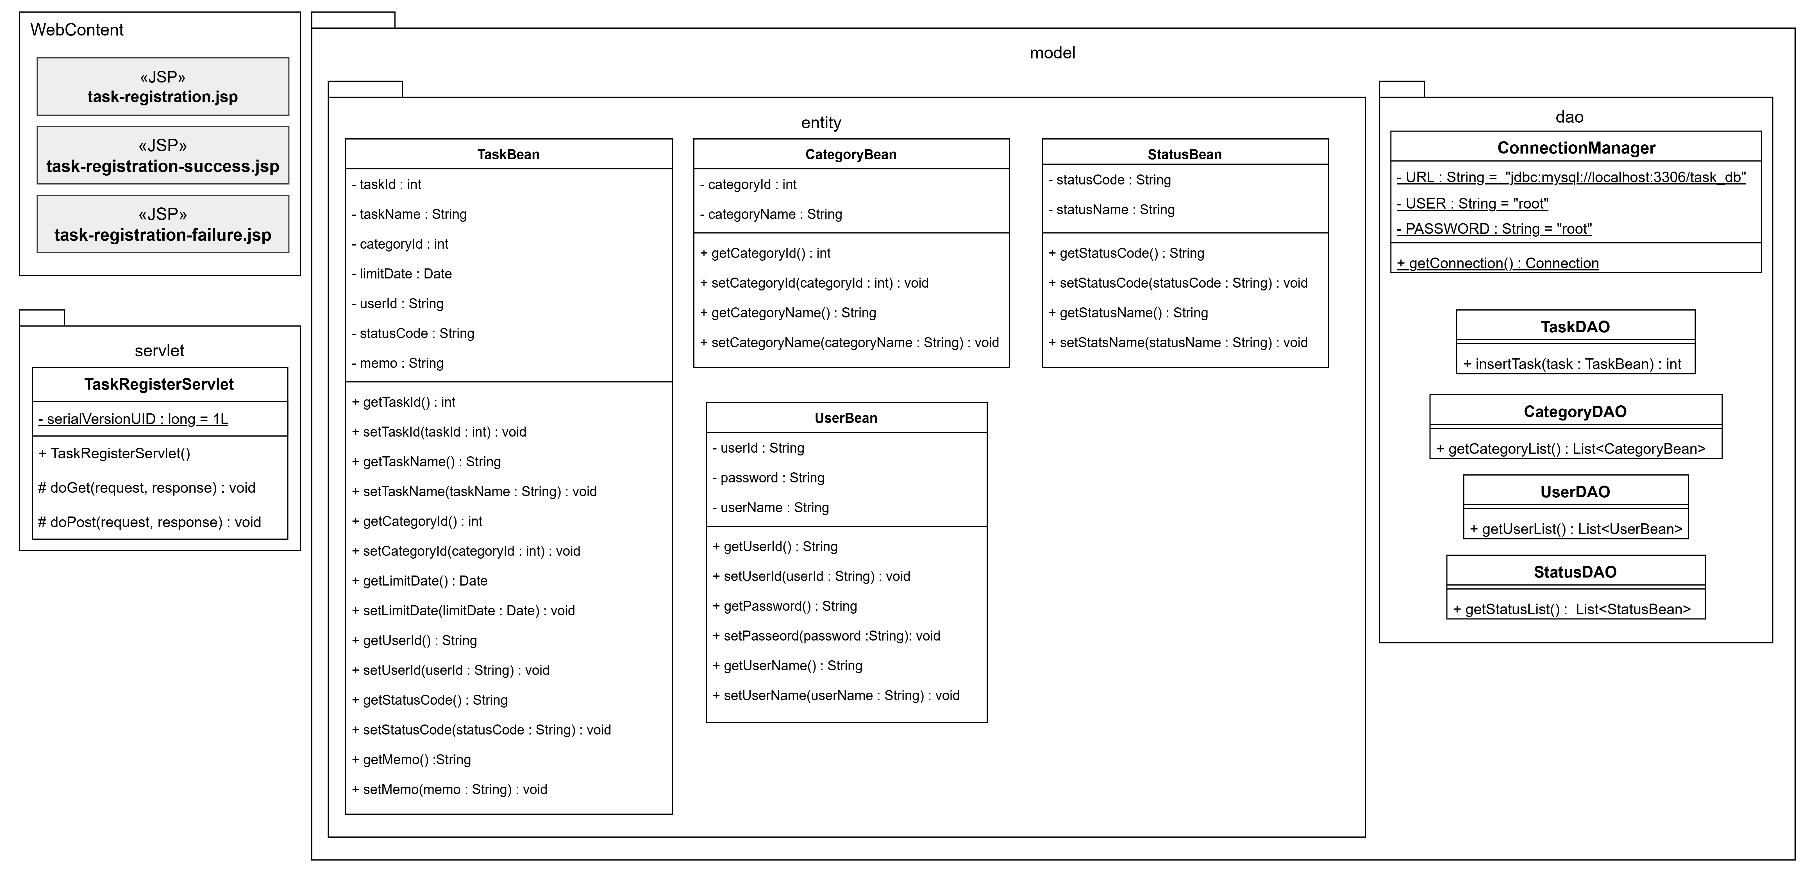 WebContent
«JSP»
task-registration.jsp
«JSP»
task-registration-success.jsp
«JSP»
task-registration-failure.jsp
servlet
TaskRegisterServlet
- serialVersionUID : long = 1L
+ TaskRegisterServlet()
# doGet(request, response) : void
# doPost(request, response) : void
model
entity
TaskBean
- taskId : int
- taskName : String
- categoryId : int
- limitDate : Date
- userId : String
- statusCode : String
- memo : String
+ getTaskId() : int
+ setTaskId(taskId : int) : void
+ getTaskName() : String
+ setTaskName(taskName : String) : void
+ getCategoryId() : int
+ setCategoryId(categoryId : int) : void
+ getLimitDate() : Date
+ setLimitDate(limitDate : Date) : void
+ getUserId() : String
+ setUserId(userId : String) : void
+ getStatusCode() : String
+ setStatusCode(statusCode : String) : void
+ getMemo() :String
+ setMemo(memo : String) : void
CategoryBean
- categoryId : int
- categoryName : String
+ getCategoryId() : int
+ setCategoryId(categoryId : int) : void
+ getCategoryName() : String
+ setCategoryName(categoryName : String) : void
StatusBean
- statusCode : String
- statusName : String
+ getStatusCode() : String
+ setStatusCode(statusCode : String) : void
+ getStatusName() : String
+ setStatsName(statusName : String) : void
UserBean
- userId : String
- password : String
- userName : String
+ getUserId() : String
+ setUserId(userId : String) : void
+ getPassword() : String
+ setPasseord(password :String): void
+ getUserName() : String
+ setUserName(userName : String) : void
dao
ConnectionManager
- URL : String =  "jdbc:mysql://localhost:3306/task_db"
- USER : String = "root"
- PASSWORD : String = "root"
+ getConnection() : Connection
TaskDAO
+ insertTask(task : TaskBean) : int
CategoryDAO
+ getCategoryList() : List<CategoryBean>
UserDAO
+ getUserList() : List<UserBean>
StatusDAO
+ getStatusList() :  List<StatusBean>